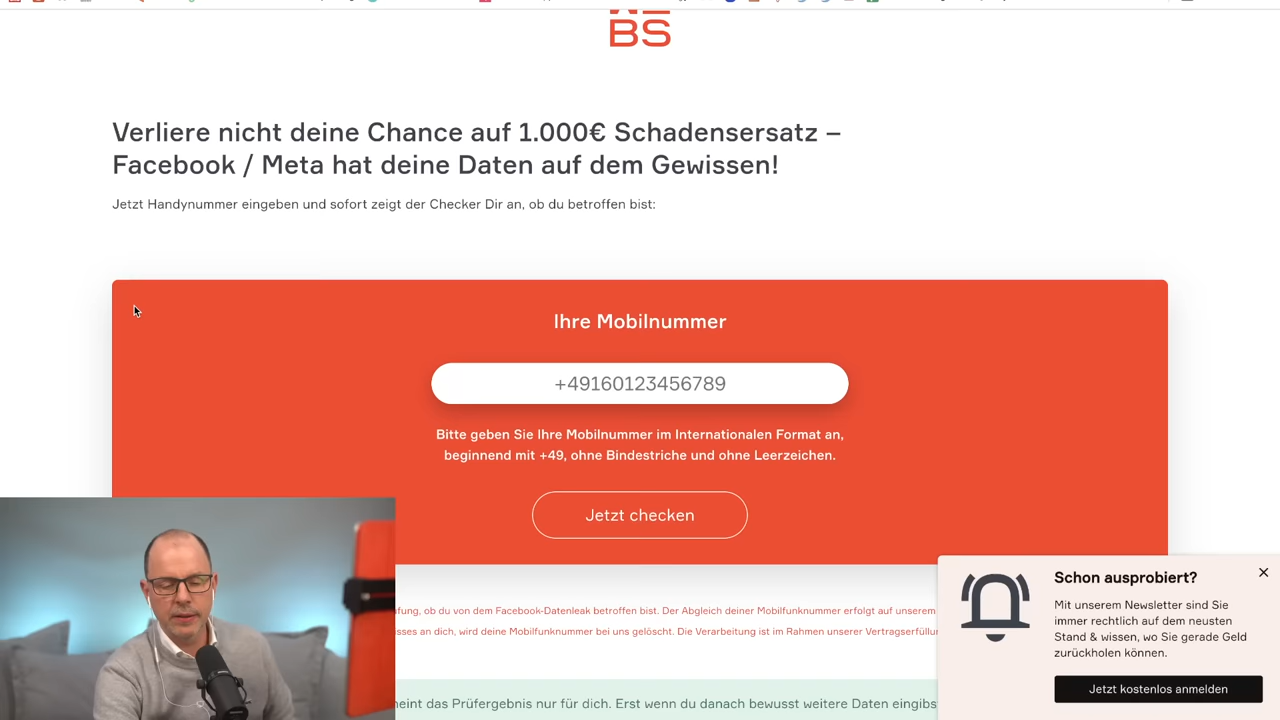 BS
Verliere nicht deine Chance auf 1.000€ Schadensersatz –
Facebook / Meta hat deine Daten auf dem Gewissen!
Jetzt Handynummer eingeben und sofort zeigt der Checker Dir an, ob du betroffen bist:
Ihre Mobilnummer
+49160123456789
Bitte geben Sie Ihre Mobilnummer im Internationalen Format an,
beginnend mit +49, ohne Bindestriche und ohne Leerzeichen.
Jetzt checken
ob du von dem Facebook-Datenleak betroffen bist. Der Abgleich deiner Mobilfunknummer erfolgt auf unserem
an dich, wird deine Mobilfunknummer bei uns gelöscht. Die Verarbeitung ist im Rahmen unserer
das Prüfergebnis nur für dich. Erst wenn du danach bewusst weitere Daten
Schon ausprobiert?
Mit unserem Newsletter sind Sie
immer rechtlich auf dem neusten
Stand & wissen, wo Sie gerade Geld
zurückholen können.
Jetzt kostenlos anmelden